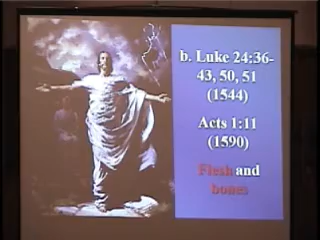 b. Luke 24:36-
43, 50, 51
(1544)
Acts 1:11
(1590)
Flesh and
bones